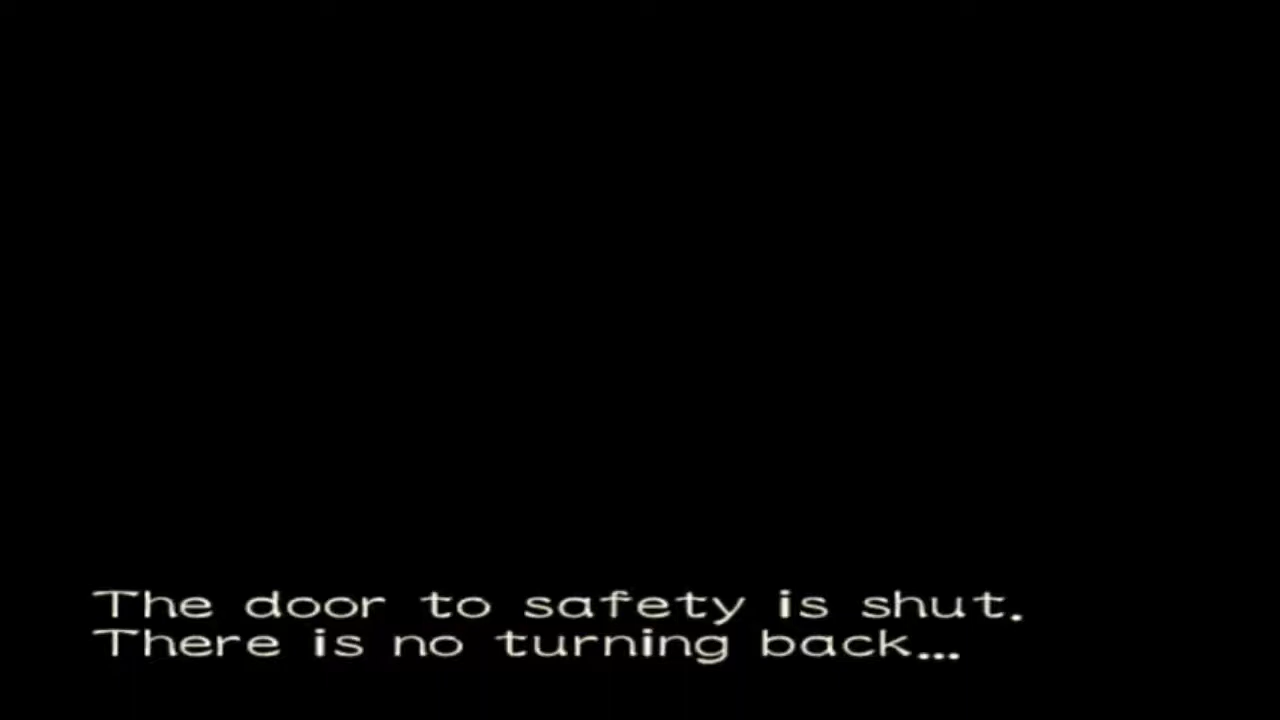 The door to safety is shut.
There is no turning back...